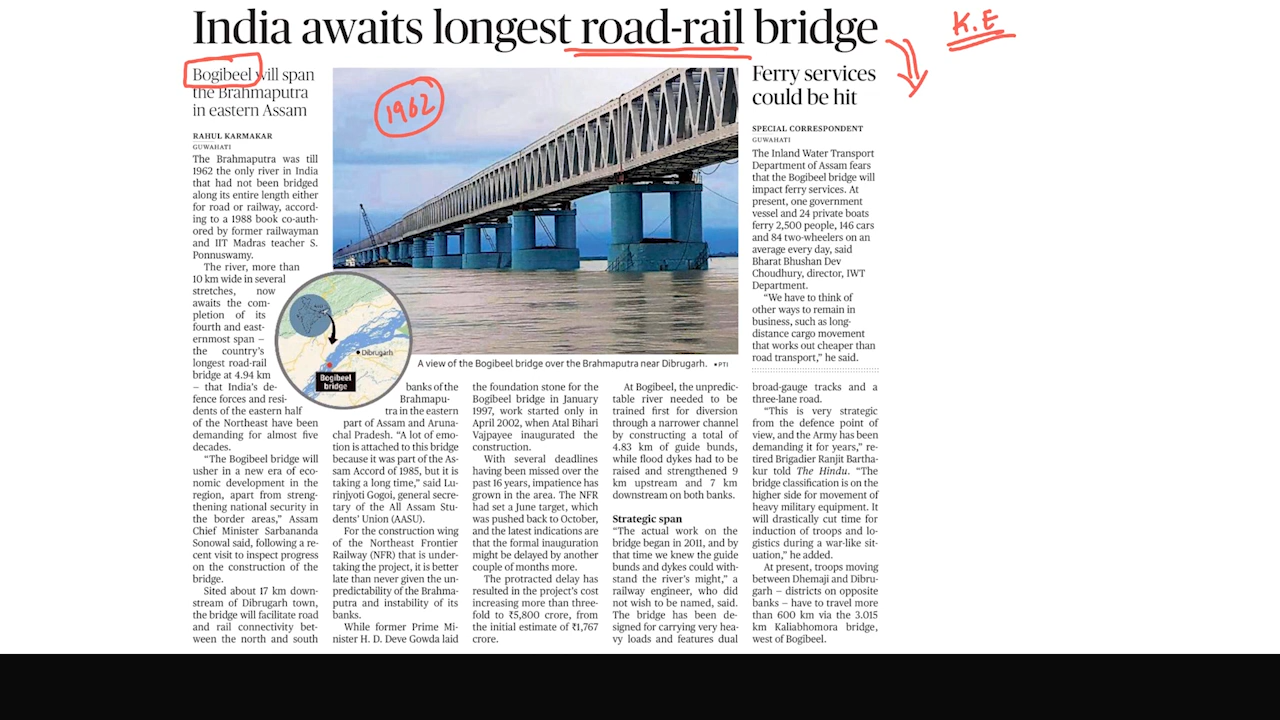 India awaits longest road-rail bridge
K.E
Bogibeel will span
the Brahmaputra
in eastern Assam
RAHUL KARMAKAR
GUWAHATI
The Brahmaputra was till
1962 the only river in India
that had not been bridged
along its entire length either
for road or railway, accord-
ing to a 1988 book co-auth-
ored by former railwayman
and IIT Madras teacher S.
Ponnuswamy.
The river, more than
10 km wide in several
stretches, now
awaits the com-
pletion of its
fourth and east-
ernmost span –
the country's
longest road-rail
bridge at 4.94 km
– that India's de-
fence forces and resi-
dents of the eastern half
of the Northeast have been
demanding for almost five
decades.
"The Bogibeel bridge will
usher in a new era of eco-
nomic development in the
region, apart from streng-
thening national security in
the border areas," Assam
Chief Minister Sarbananda
Sonowal said, following a re-
cent visit to inspect progress
on the construction of the
bridge.
Sited about 17 km down-
stream of Dibrugarh town,
the bridge will facilitate road
and rail connectivity bet-
ween the north and south
1962
Dibrugarh
Bogibeel
bridge
A view of the Bogibeel bridge over the Brahmaputra near Dibrugarh. • PTI
banks of the
Brahmapu-
tra in the eastern
part of Assam and Aruna-
chal Pradesh. "A lot of emo-
tion is attached to this bridge
because it was part of the As-
sam Accord of 1985, but it is
taking a long time," said Lu-
rinjyoti Gogoi, general secre-
tary of the All Assam Stu-
dents' Union (AASU).
For the construction wing
of the Northeast Frontier
Railway (NFR) that is under-
taking the project, it is better
late than never given the un-
predictability of the Brahma-
putra and instability of its
banks.
While former Prime Mi-
nister H. D. Deve Gowda laid
the foundation stone for the
Bogibeel bridge in January
1997, work started only in
April 2002, when Atal Bihari
Vajpayee inaugurated the
construction.
With several deadlines
having been missed over the
past 16 years, impatience has
grown in the area. The NFR
had set a June target, which
was pushed back to October,
and the latest indications are
that the formal inauguration
might be delayed by another
couple of months more.
The protracted delay has
resulted in the project's cost
increasing more than three-
fold to ₹5,800 crore, from
the initial estimate of ₹1,767
crore.
At Bogibeel, the unpredic-
table river needed to be
trained first for diversion
through a narrower channel
by constructing a total of
4.83 km of guide bunds,
while flood dykes had to be
raised and strengthened 9
km upstream and 7 km
downstream on both banks.
Strategic span
"The actual work on the
bridge began in 2011, and by
that time we knew the guide
bunds and dykes could with-
stand the river's might," a
railway engineer, who did
not wish to be named, said.
The bridge has been de-
signed for carrying very hea-
vy loads and features dual
Ferry services
could be hit
SPECIAL CORRESPONDENT
GUWAHATI
The Inland Water Transport
Department of Assam fears
that the Bogibeel bridge will
impact ferry services. At
present, one government
vessel and 24 private boats
ferry 2,500 people, 146 cars
and 84 two-wheelers on an
average every day, said
Bharat Bhushan Dev
Choudhury, director, IWT
Department.
"We have to think of
other ways to remain in
business, such as long-
distance cargo movement
that works out cheaper than
road transport," he said.
broad-gauge tracks and a
three-lane road.
"This is very strategic
from the defence point of
view, and the Army has been
demanding it for years," re-
tired Brigadier Ranjit Bartha-
kur told The Hindu. "The
bridge classification is on the
higher side for movement of
heavy military equipment. It
will drastically cut time for
induction of troops and lo-
gistics during a war-like sit-
uation," he added.
At present, troops moving
between Dhemaji and Dibru-
garh – districts on opposite
banks – have to travel more
than 600 km via the 3.015
km Kaliabhomora bridge,
west of Bogibeel.